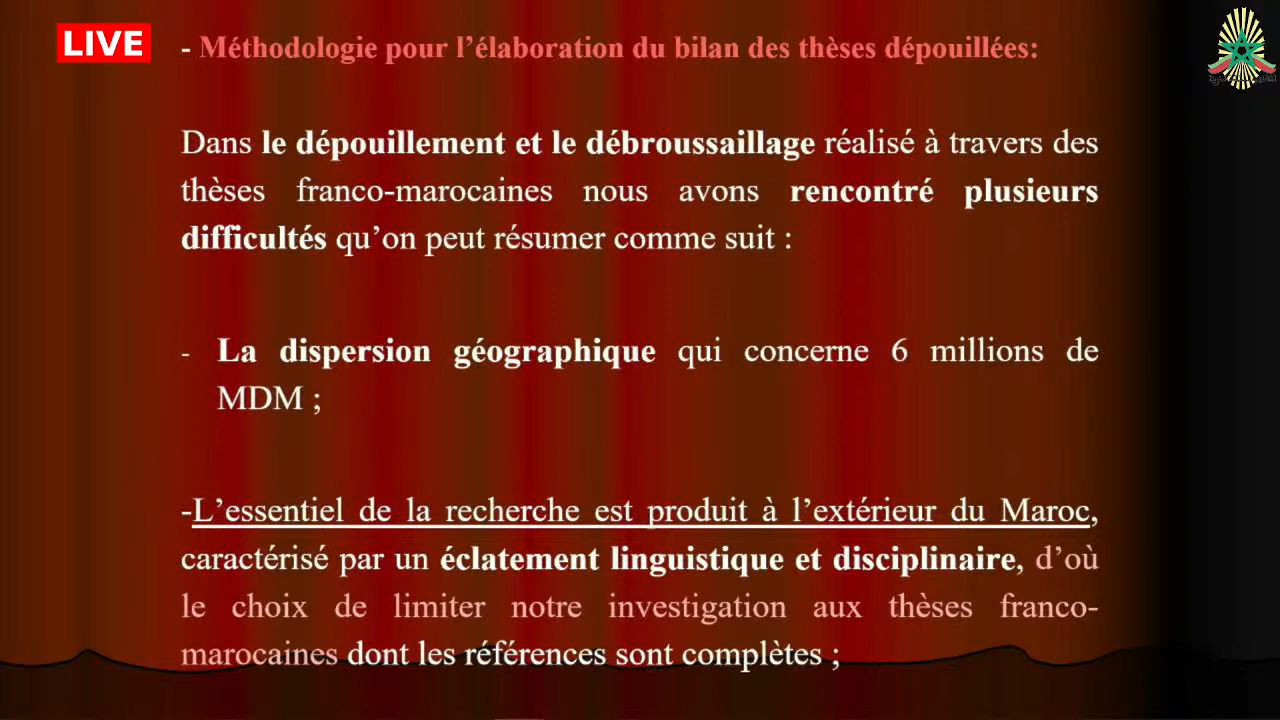 LIVE
- Méthodologie pour l’élaboration du bilan des thèses dépouillées:
Dans le dépouillement et le débroussaillage réalisé à travers des
thèses franco-marocaines nous avons rencontré plusieurs
difficultés qu’on peut résumer comme suit :
- La dispersion géographique qui concerne 6 millions de
MDM ;
-L’essentiel de la recherche est produit à l’extérieur du Maroc,
caractérisé par un éclatement linguistique et disciplinaire, d’où
le choix de limiter notre investigation aux thèses franco-
marocaines dont les références sont complètes ;